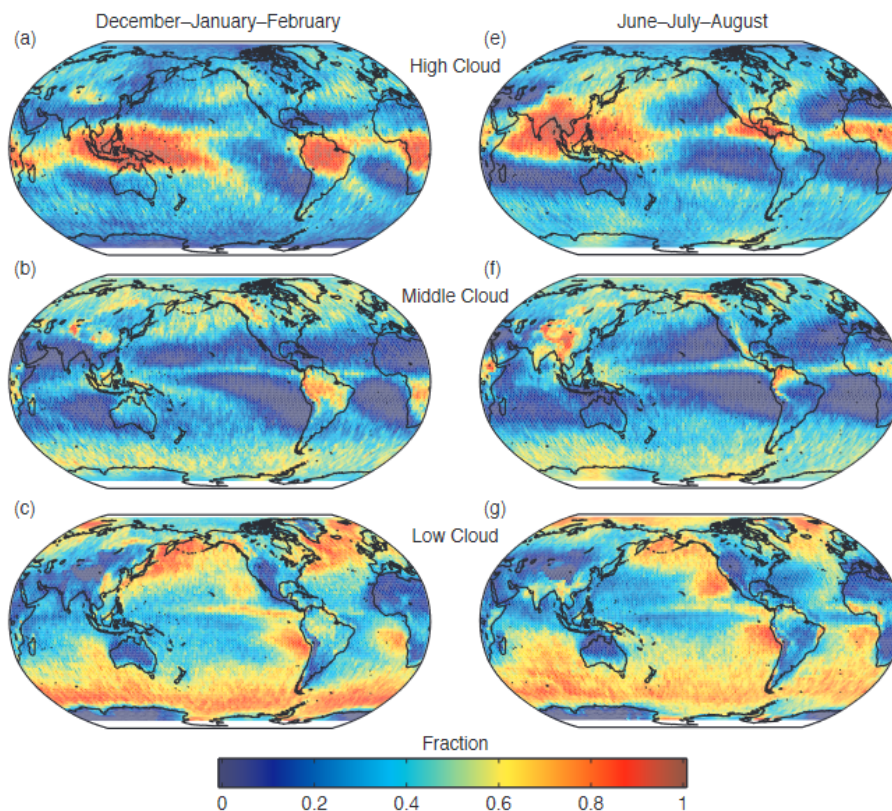 December–January–February
June–July–August
(a)
(e)
High Cloud
(b)
(f)
Middle Cloud
(c)
(g)
Low Cloud
Fraction
0 0.2 0.4 0.6 0.8 1